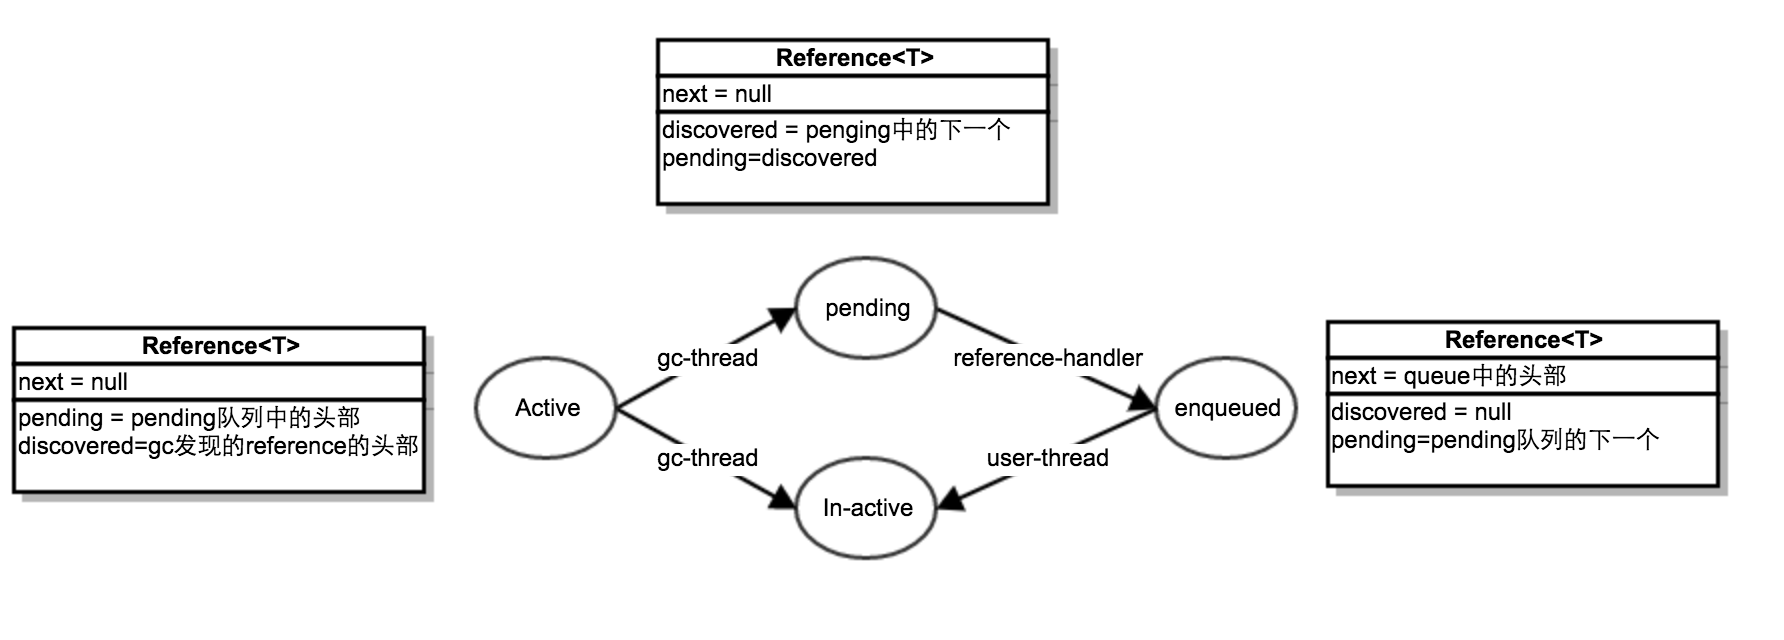 Reference<T>
next = null
discovered = penging中的下一个
pending=discovered
pending
Reference<T>
next = null
pending = pending队列中的头部
discovered=gc发现的reference的头部
gc-thread
reference-handler
Active
enqueued
Reference<T>
next = queue中的头部
discovered = null
pending=pending队列的下一个
gc-thread
user-thread
In-active